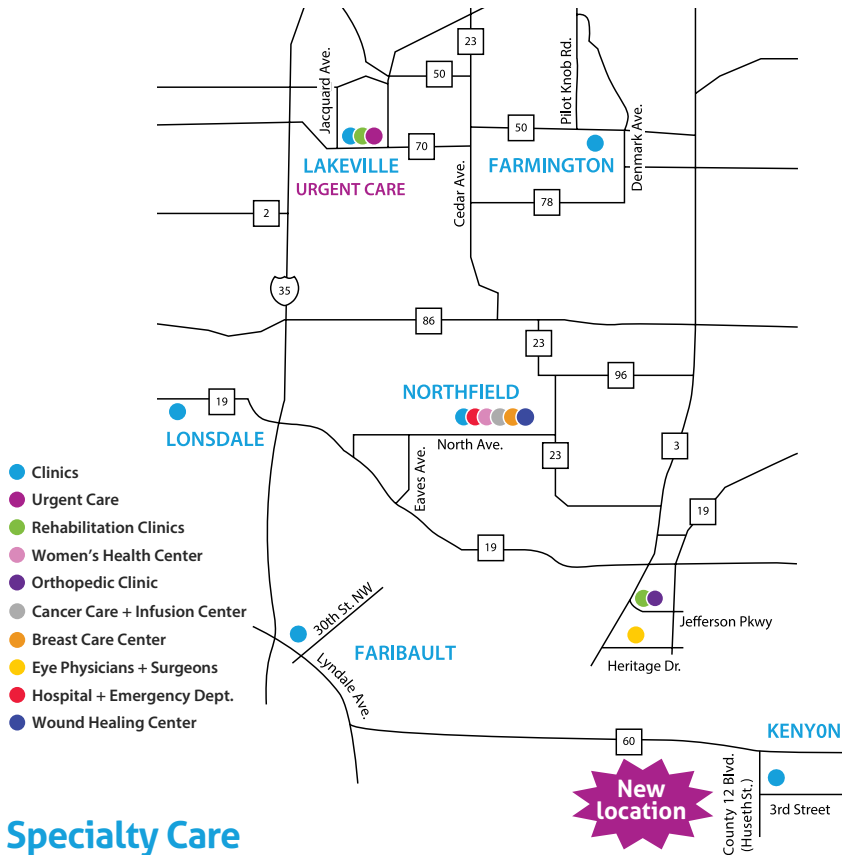 23
Jacquard Ave.
50
Pilot Knob Rd.
50
70
Denmark Ave.
LAKEVILLE
URGENT CARE
FARMINGTON
Cedar Ave.
78
2
35
86
23
96
NORTHFIELD
19
LONSDALE
North Ave.
Eaves Ave.
23
3
19
19
Clinics
Urgent Care
Rehabilitation Clinics
Women's Health Center
Orthopedic Clinic
Cancer Care + Infusion Center
Breast Care Center
Eye Physicians + Surgeons
Hospital + Emergency Dept.
Wound Healing Center
30th St. NW
FARIBAULT
Lyndale Ave.
Jefferson Pkwy
Heritage Dr.
60
KENY0N
New
location
County 12 Blvd.
(Huseth St.)
3rd Street
Specialty Care